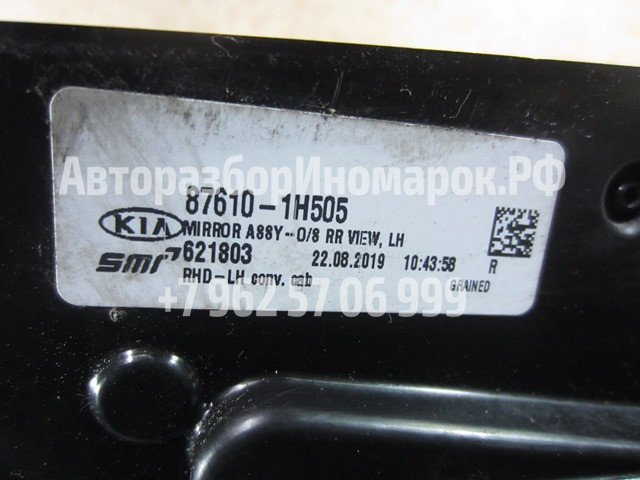 АвторазборИномарок.РФ
87610-1H505
KIA
MIRROR ASSY-O/S RR VIEW, LH
smr 621803 22.08.2019 10:43:58 R
RHD-LH conv. cab GRAINED
+7 962 57 06 999